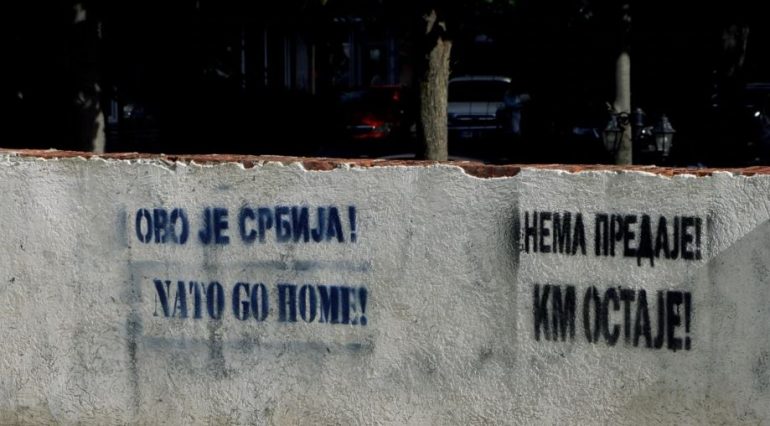 ОВО ЈЕ СРБИЈА!
NATO GO HOME!
НЕМА ПРЕДАЈЕ!
КМ ОСТАЈЕ!